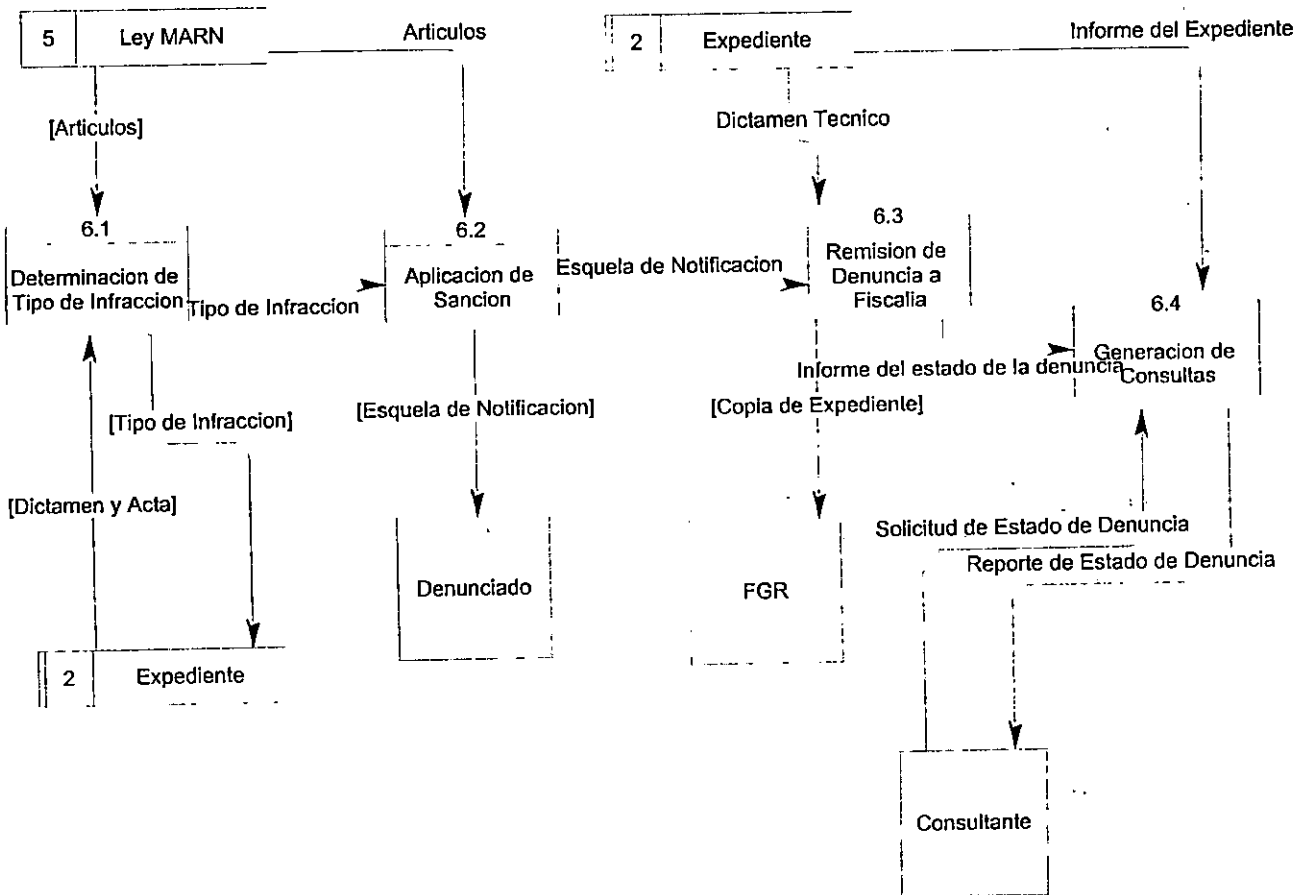 5 Ley MARN
Articulos
2 Expediente
Informe del Expediente
[Articulos]
Dictamen Tecnico
6.1
Determinacion de
Tipo de Infraccion
Tipo de Infraccion
6.2
Aplicacion de
Sancion
Esquela de Notificacion
6.3
Remision de
Denuncia a
Fiscalia
6.4
Generacion de
Consultas
Informe del estado de la denuncia
[Tipo de Infraccion]
[Esquela de Notificacion]
[Copia de Expediente]
[Dictamen y Acta]
Solicitud de Estado de Denuncia
Reporte de Estado de Denuncia
Denunciado
FGR
2 Expediente
Consultante